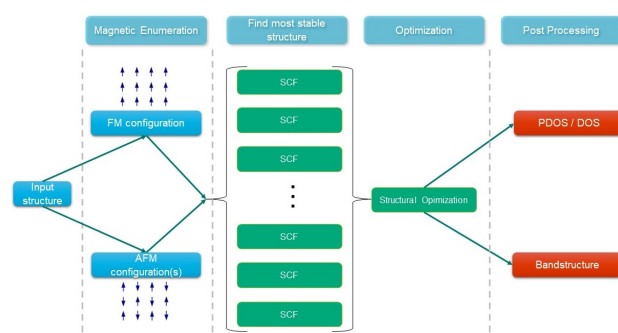 Magnetic Enumeration
Find most stable
structure
Optimization
Post Processing
SCF
FM configuration
SCF
PDOS / DOS
SCF
Input
structure
Structural Optimization
SCF
AFM
configuration(s)
SCF
Bandstructure
SCF